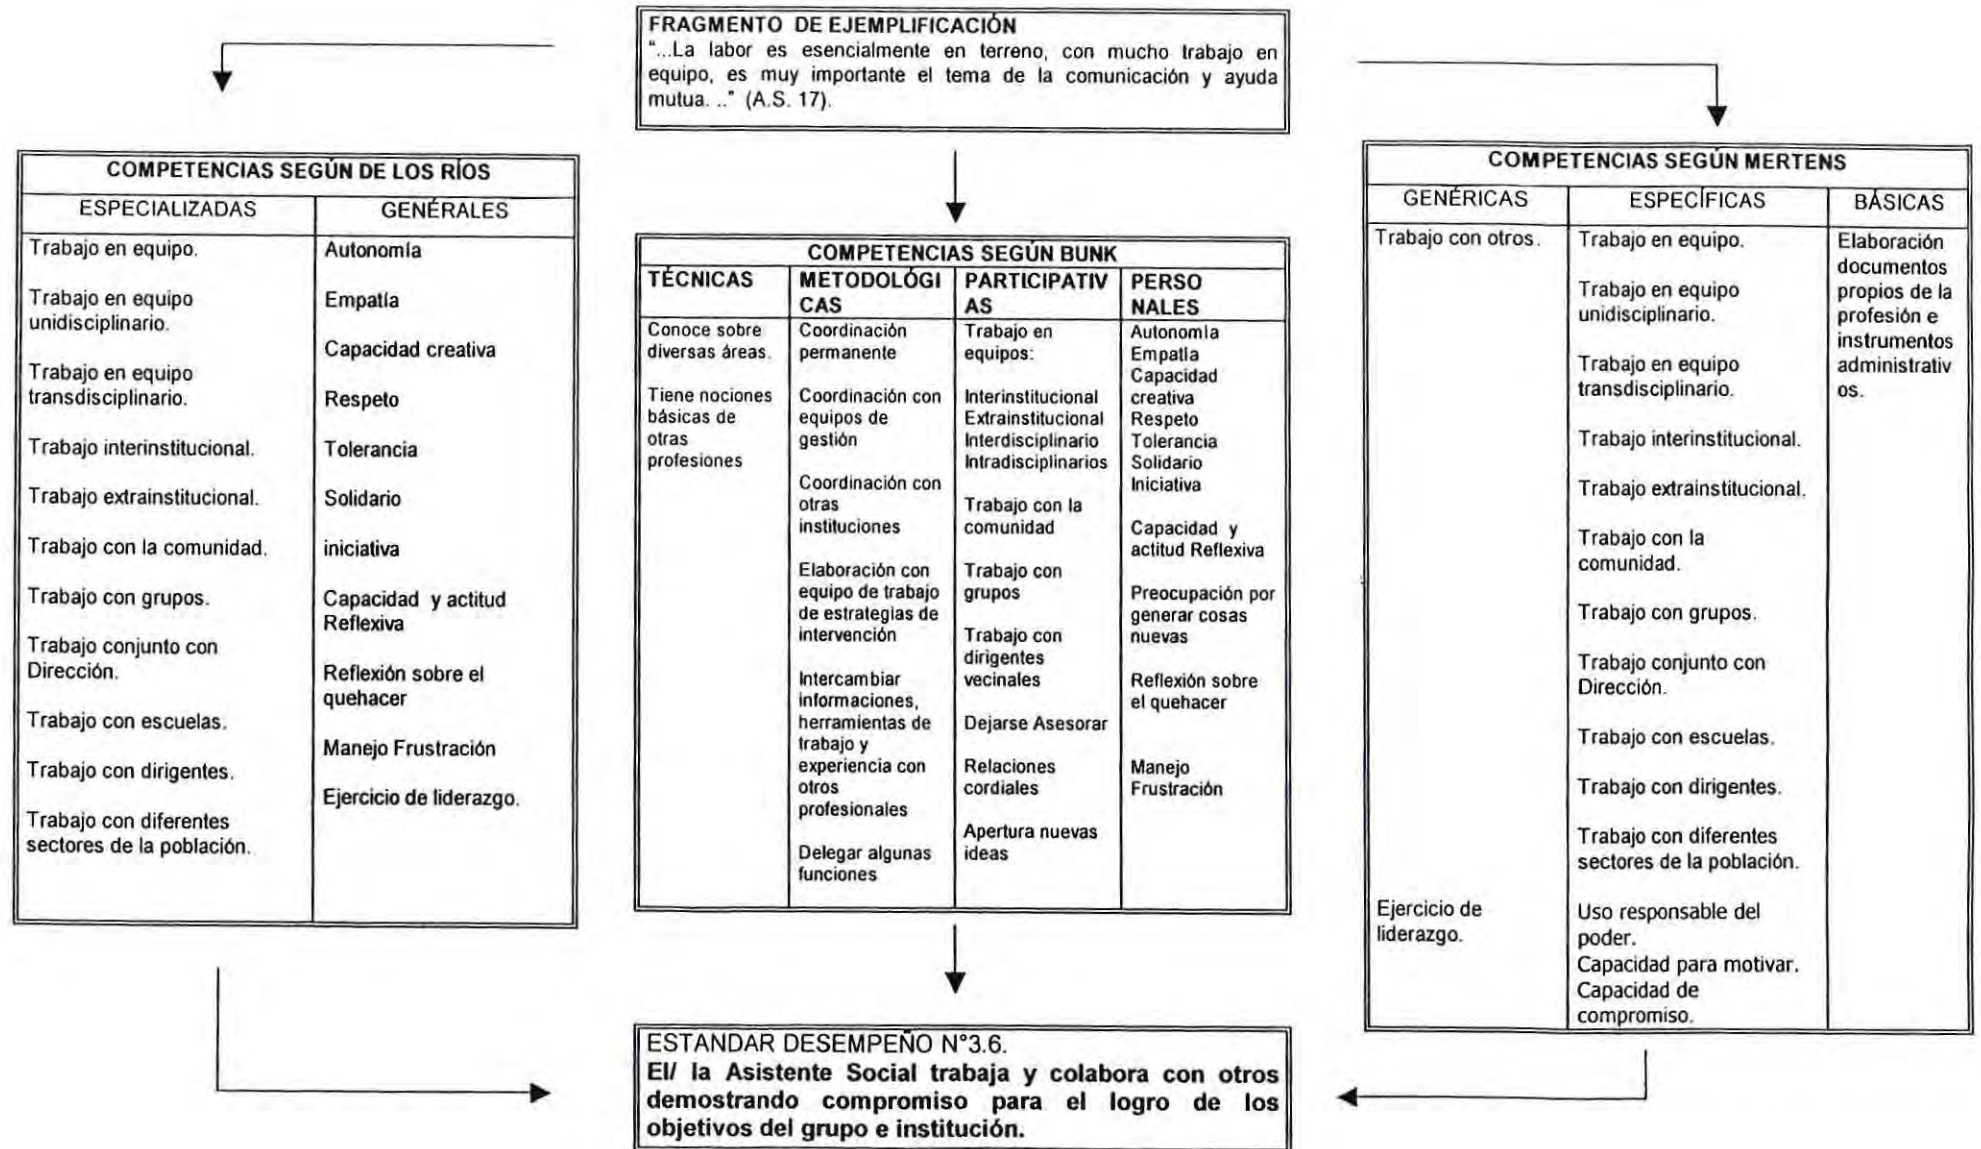 FRAGMENTO DE EJEMPLIFICACIÓN
"...La labor es esencialmente en terreno, con mucho trabajo en
equipo, es muy importante el tema de la comunicación y ayuda
mutua. .." (A.S. 17).
COMPETENCIAS SEGÚN DE LOS RÍOS
ESPECIALIZADAS
Trabajo en equipo.
Trabajo en equipo
unidisciplinario.
Trabajo en equipo
transdisciplinario.
Trabajo interinstitucional.
Trabajo extrainstitucional.
Trabajo con la comunidad.
Trabajo con grupos.
Trabajo conjunto con
Dirección.
Trabajo con escuelas.
Trabajo con dirigentes.
Trabajo con diferentes
sectores de la población.
GENÉRALES
Autonomía
Empatía
Capacidad creativa
Respeto
Tolerancia
Solidario
iniciativa
Capacidad y actitud
Reflexiva
Reflexión sobre el
quehacer
Manejo Frustración
Ejercicio de liderazgo.
COMPETENCIAS SEGÚN BUNK
TÉCNICAS
Conoce sobre
diversas áreas.
Tiene nociones
básicas de
otras
profesiones
METODOLÓGI
CAS
Coordinación
permanente
Coordinación con
equipos de
gestión
Coordinación con
otras
instituciones
Elaboración con
equipo de trabajo
de estrategias de
intervención
Intercambiar
informaciones,
herramientas de
trabajo y
experiencia con
otros
profesionales
Delegar algunas
funciones
PARTICIPATIV
AS
Trabajo en
equipos:
Interinstitucional
Extrainstitucional
Interdisciplinario
Intradisciplinarios
Trabajo con la
comunidad
Trabajo con
grupos
Trabajo con
dirigentes
vecinales
Dejarse Asesorar
Relaciones
cordiales
Apertura nuevas
ideas
PERSO
NALES
Autonomía
Empatía
Capacidad
creativa
Respeto
Tolerancia
Solidario
Iniciativa
Capacidad y
actitud Reflexiva
Preocupación por
generar cosas
nuevas
Reflexión sobre
el quehacer
Manejo
Frustración
COMPETENCIAS SEGÚN MERTENS
GENÉRICAS
Trabajo con otros.
Ejercicio de
liderazgo.
ESPECÍFICAS
Trabajo en equipo.
Trabajo en equipo
unidisciplinario.
Trabajo en equipo
transdisciplinario.
Trabajo interinstitucional.
Trabajo extrainstitucional.
Trabajo con la
comunidad.
Trabajo con grupos.
Trabajo conjunto con
Dirección.
Trabajo con escuelas.
Trabajo con dirigentes.
Trabajo con diferentes
sectores de la población.
Uso responsable del
poder.
Capacidad para motivar.
Capacidad de
compromiso.
BÁSICAS
Elaboración
documentos
propios de la
profesión e
instrumentos
administrativ
os.
ESTANDAR DESEMPEÑO N°3.6.
El/ la Asistente Social trabaja y colabora con otros
demostrando compromiso para el logro de los
objetivos del grupo e institución.